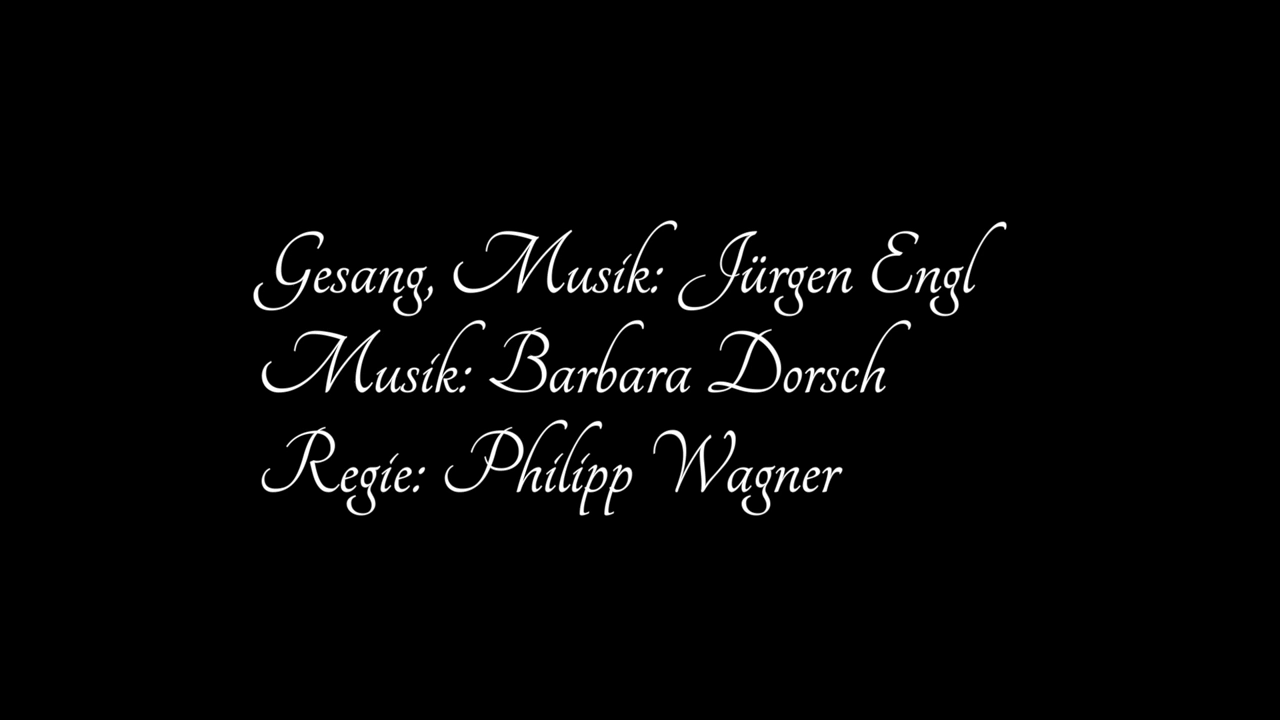 Gesang, Musik: Jürgen Engl
Musik: Barbara Dorsch
Regie: Philipp Wagner